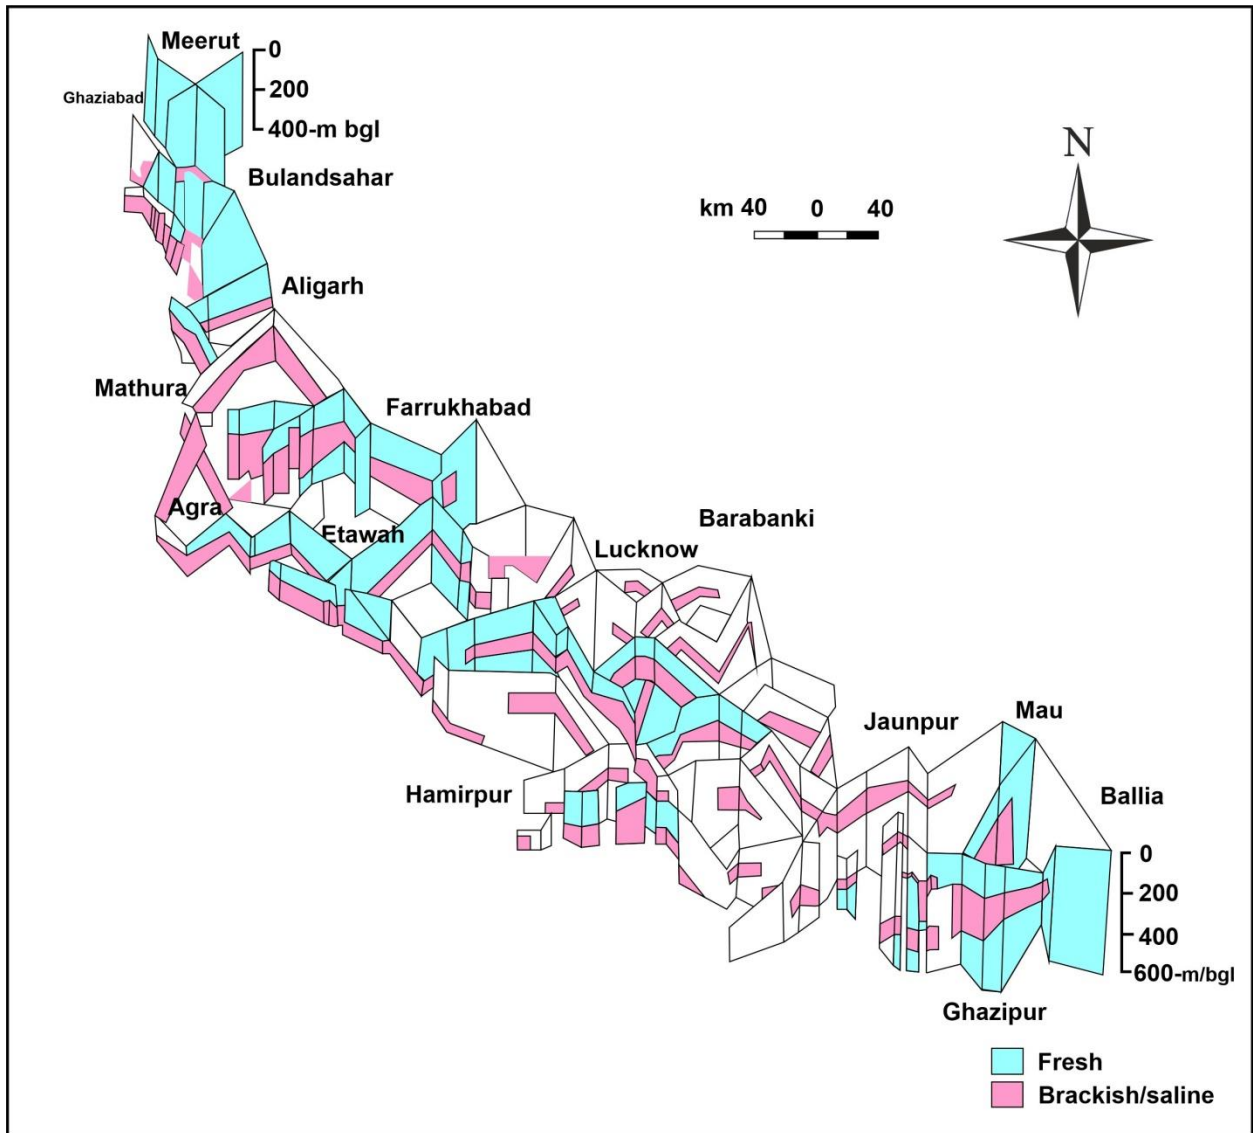 Meerut
0
200
400-m bgl
Ghaziabad
N
Bulandsahar
km 40 0 40
Aligarh
Mathura
Farrukhabad
Agra
Etawah
Barabanki
Lucknow
Jaunpur
Mau
Hamirpur
Ballia
0
200
400
600-m/bgl
Ghazipur
Fresh
Brackish/saline